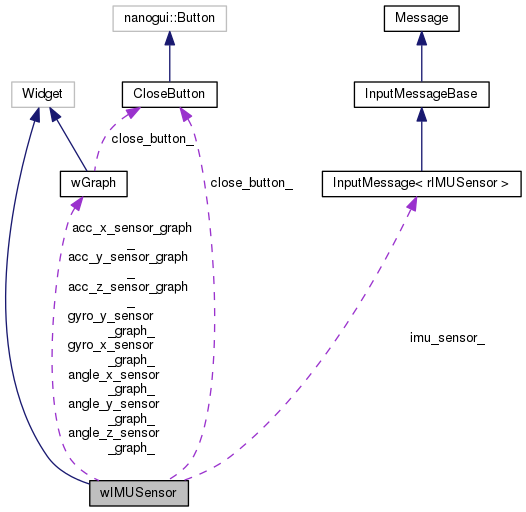 nanogui::Button
Message
Widget
CloseButton
InputMessageBase
close_button_
wGraph
close_button_
InputMessage< rIMUSensor >
acc_x_sensor_graph
_
acc_y_sensor_graph
_
acc_z_sensor_graph
_
gyro_y_sensor
_graph_
gyro_x_sensor
_graph_
angle_x_sensor
_graph_
angle_y_sensor
_graph_
angle_z_sensor
_graph_
imu_sensor_
wIMUSensor